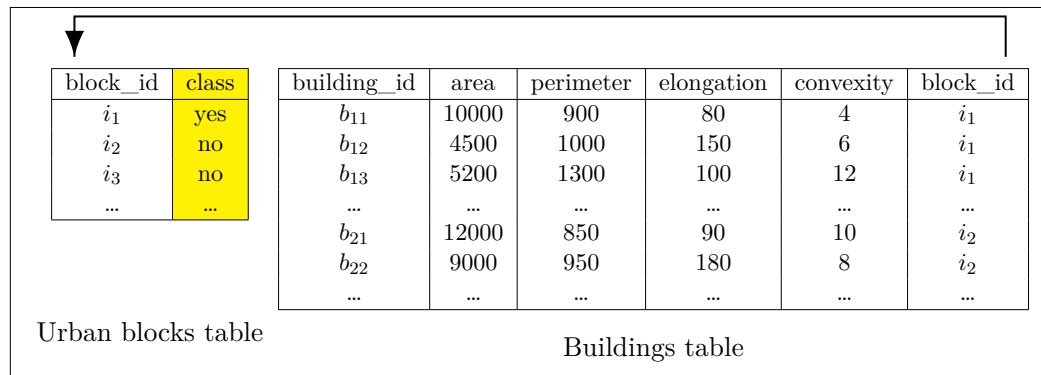 block_id class
i₁ yes
i₂ no
i₃ no
... ...
Urban blocks table
building_id area perimeter elongation convexity block_id
b₁₁ 10000 900 80 4 i₁
b₁₂ 4500 1000 150 6 i₁
b₁₃ 5200 1300 100 12 i₁
... ... ... ... ... ...
b₂₁ 12000 850 90 10 i₂
b₂₂ 9000 950 180 8 i₂
... ... ... ... ... ...
Buildings table